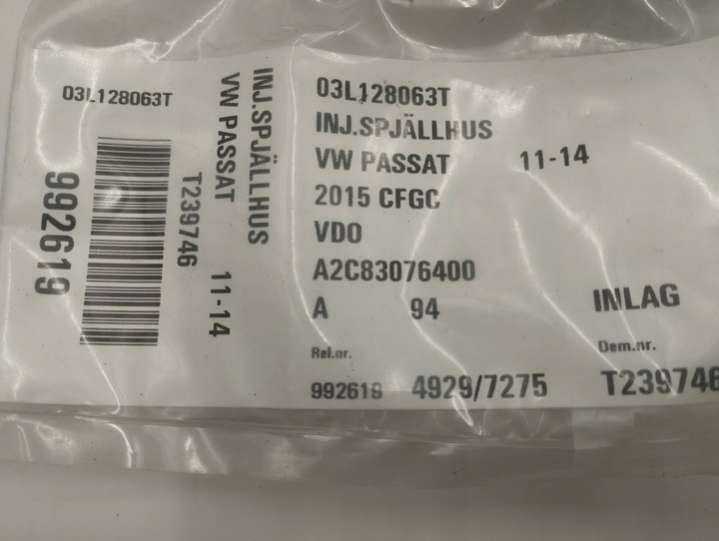 03L128063T
992619
T239746
VW PASSAT 11-14
INJ.SPJÄLLHUS
03L128063T
INJ.SPJÄLLHUS
VW PASSAT 11-14
2015 CFGC
VDO
A2C83076400
A 94 INLAG
Rel.nr. Dem.nr.
992619 4929/7275 T239746